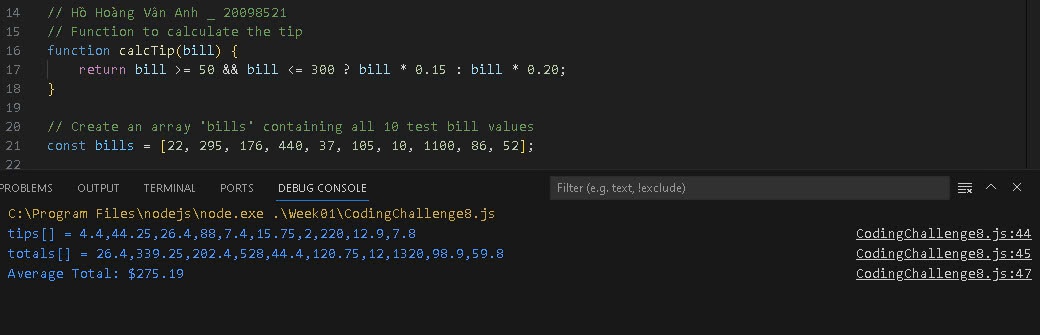 14 // Hồ Hoàng Vân Anh _ 20098521
15 // Function to calculate the tip
16 function calcTip(bill) {
17 return bill >= 50 && bill <= 300 ? bill * 0.15 : bill * 0.20;
18 }
19
20 // Create an array "bills" containing all 10 test bill values
21 const bills = [22, 295, 176, 440, 37, 105, 10, 1100, 86, 52];
22
PROBLEMS OUTPUT TERMINAL PORTS DEBUG CONSOLE Filter (e.g. text, !exclude)
C:\Program Files\nodejs\node.exe .\Week01\CodingChallenge8.js
tips[] = 4.4,44.25,26.4,88,7.4,15.75,2,220,12.9,7.8 CodingChallenge8.js:44
totals[] = 26.4,339.25,202.4,528,44.4,120.75,12,1320,98.9,59.8 CodingChallenge8.js:45
Average Total: $275.19 CodingChallenge8.js:47